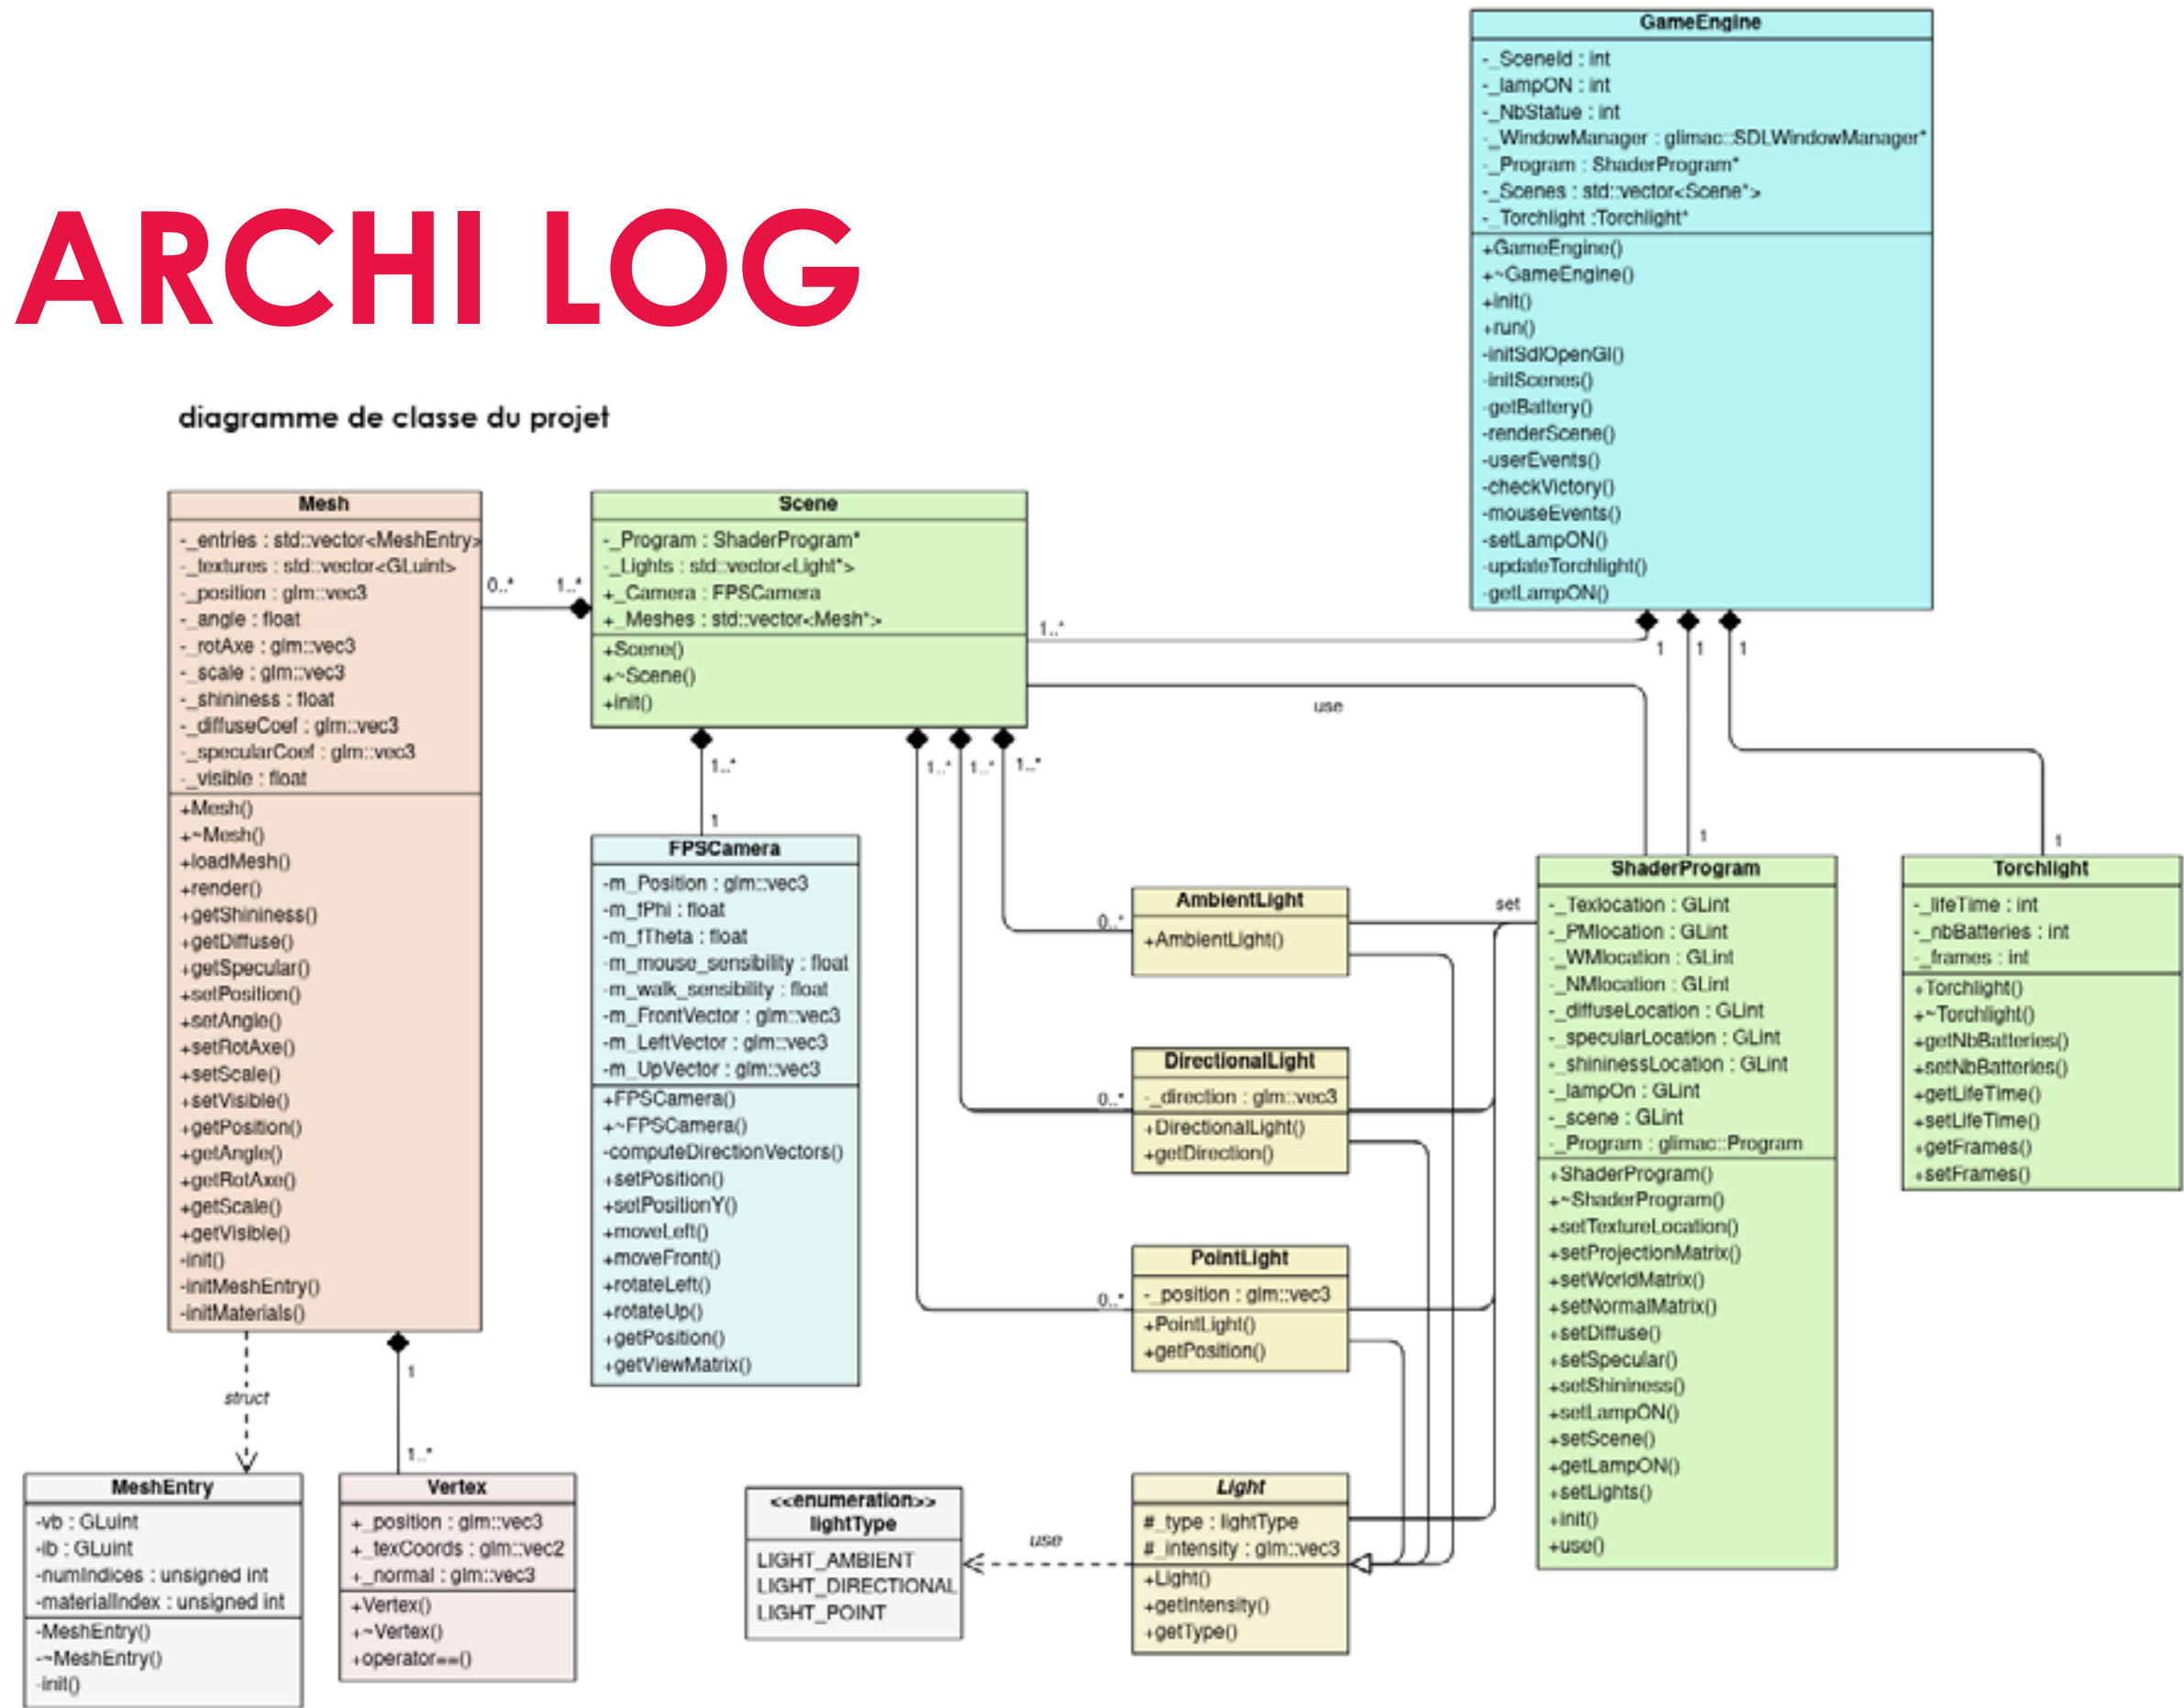 ARCHI LOG
diagramme de classe du projet
GameEngine
-_SceneId : int
-_lampON : int
-_NbStatue : int
-_WindowManager : glimac::SDLWindowManager*
-_Program : ShaderProgram*
-_Scenes : std::vector<Scene*>
-_Torchlight :Torchlight*
+GameEngine()
+~GameEngine()
+init()
+run()
-initSdlOpenGl()
-initScenes()
-getBattery()
-renderScene()
-userEvents()
-checkVictory()
-mouseEvents()
-setLampON()
-updateTorchlight()
-getLampON()
1
1
1
Mesh
-_entries : std::vector<MeshEntry>
-_textures : std::vector<GLuint>
-_position : glm::vec3
-_angle : float
-_rotAxe : glm::vec3
-_scale : glm::vec3
-_shininess : float
-_diffuseCoef : glm::vec3
-_specularCoef : glm::vec3
-_visible : float
+Mesh()
+~Mesh()
+loadMesh()
+render()
+getShininess()
+getDiffuse()
+getSpecular()
+setPosition()
+setAngle()
+setRotAxe()
+setScale()
+setVisible()
+getPosition()
+getAngle()
+getRotAxe()
+getScale()
+getVisible()
-init()
-initMeshEntry()
-initMaterials()
0..*
1..*
Scene
-_Program : ShaderProgram*
-_Lights : std::vector<Light*>
+_Camera : FPSCamera
+_Meshes : std::vector<Mesh*>
+Scene()
+~Scene()
+init()
1..*
use
1..*
1..*
1..*
1..*
1
FPSCamera
-m_Position : glm::vec3
-m_fPhi : float
-m_fTheta : float
-m_mouse_sensibility : float
-m_walk_sensibility : float
-m_FrontVector : glm::vec3
-m_LeftVector : glm::vec3
-m_UpVector : glm::vec3
+FPSCamera()
+~FPSCamera()
-computeDirectionVectors()
+setPosition()
+setPositionY()
+moveLeft()
+moveFront()
+rotateLeft()
+rotateUp()
+getPosition()
+getViewMatrix()
0..*
AmbientLight
+AmbientLight()
0..*
DirectionalLight
-_direction : glm::vec3
+DirectionalLight()
+getDirection()
0..*
PointLight
-_position : glm::vec3
+PointLight()
+getPosition()
set
1
ShaderProgram
-_Texlocation : GLint
-_PMlocation : GLint
-_WMlocation : GLint
-_NMlocation : GLint
-_diffuseLocation : GLint
-_specularLocation : GLint
-_shininessLocation : GLint
-_lampOn : GLint
-_scene : GLint
-_Program : glimac::Program
+ShaderProgram()
+~ShaderProgram()
+setTextureLocation()
+setProjectionMatrix()
+setWorldMatrix()
+setNormalMatrix()
+setDiffuse()
+setSpecular()
+setShininess()
+setLampON()
+setScene()
+getLampON()
+setLights()
+init()
+use()
1
Torchlight
-_lifeTime : int
-_nbBatteries : int
-_frames : int
+Torchlight()
+~Torchlight()
+getNbBatteries()
+setNbBatteries()
+getLifeTime()
+setLifeTime()
+getFrames()
+setFrames()
struct
1
1..*
MeshEntry
-vb : GLuint
-ib : GLuint
-numIndices : unsigned int
-materialIndex : unsigned int
-MeshEntry()
-~MeshEntry()
-init()
Vertex
+_position : glm::vec3
+_texCoords : glm::vec2
+_normal : glm::vec3
+Vertex()
+~Vertex()
+operator==()
<<enumeration>>
lightType
LIGHT_AMBIENT
LIGHT_DIRECTIONAL
LIGHT_POINT
use
Light
#_type : lightType
#_intensity : glm::vec3
+Light()
+getIntensity()
+getType()